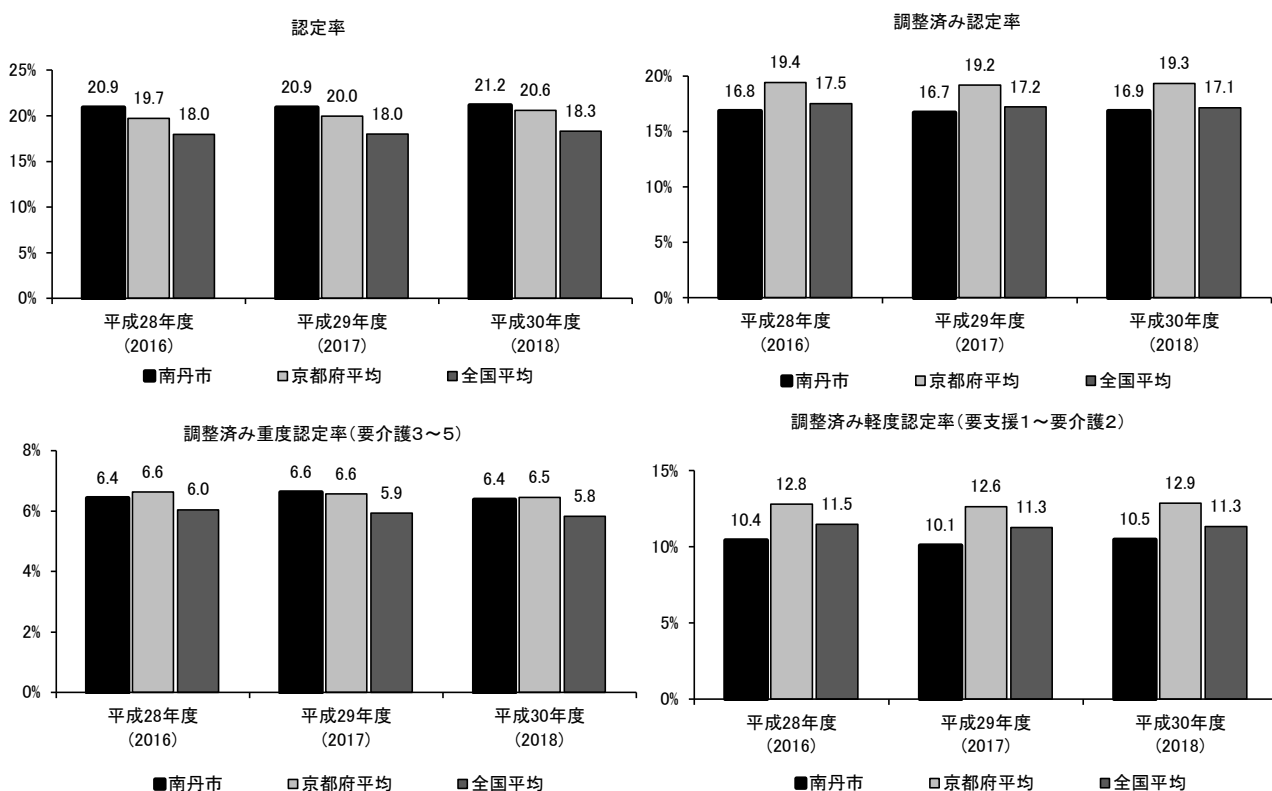 認定率
25%
20%
15%
10%
5%
0%
20.9 19.7 18.0 20.9 20.0 18.0 21.2 20.6 18.3
平成28年度 平成29年度 平成30年度
(2016) (2017) (2018)
南丹市 京都府平均 全国平均
調整済み認定率
20%
15%
10%
5%
0%
16.8 19.4 17.5 16.7 19.2 17.2 16.9 19.3 17.1
平成28年度 平成29年度 平成30年度
(2016) (2017) (2018)
南丹市 京都府平均 全国平均
調整済み重度認定率(要介護3~5)
8%
6%
4%
2%
0%
6.4 6.6 6.0 6.6 6.6 5.9 6.4 6.5 5.8
平成28年度 平成29年度 平成30年度
(2016) (2017) (2018)
南丹市 京都府平均 全国平均
調整済み軽度認定率(要支援1~要介護2)
15%
10%
5%
0%
10.4 12.8 11.5 10.1 12.6 11.3 10.5 12.9 11.3
平成28年度 平成29年度 平成30年度
(2016) (2017) (2018)
南丹市 京都府平均 全国平均